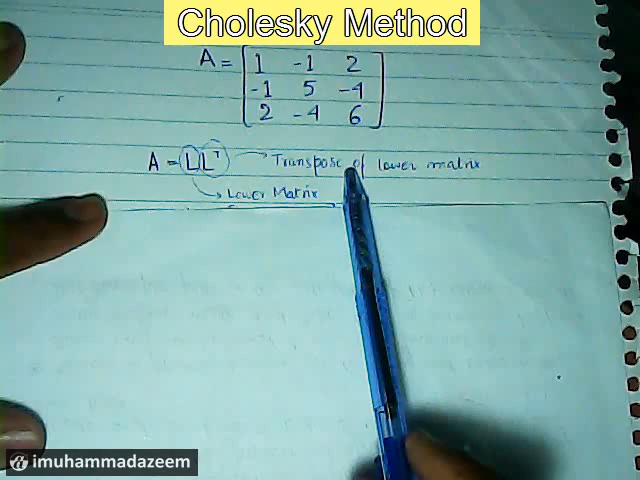 Cholesky Method
A = [1 -1 2
-1 5 -4
2 -4 6]
A = LLᵀ → Transpose of lower matrix
→ Lower Matrix
imuhammadazeem